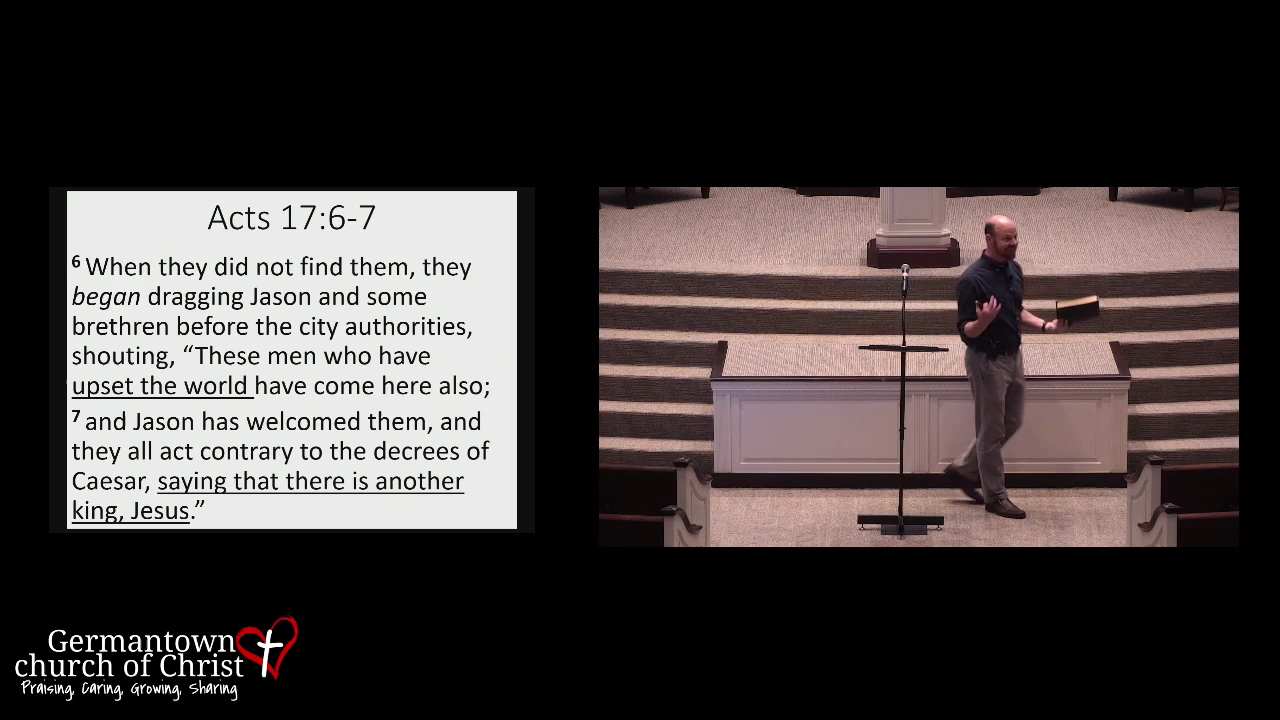 Acts 17:6-7
6 When they did not find them, they
began dragging Jason and some
brethren before the city authorities,
shouting, “These men who have
upset the world have come here also;
7 and Jason has welcomed them, and
they all act contrary to the decrees of
Caesar, saying that there is another
king, Jesus.”
Germantown
church of Christ
Praising, Caring, Growing, Sharing